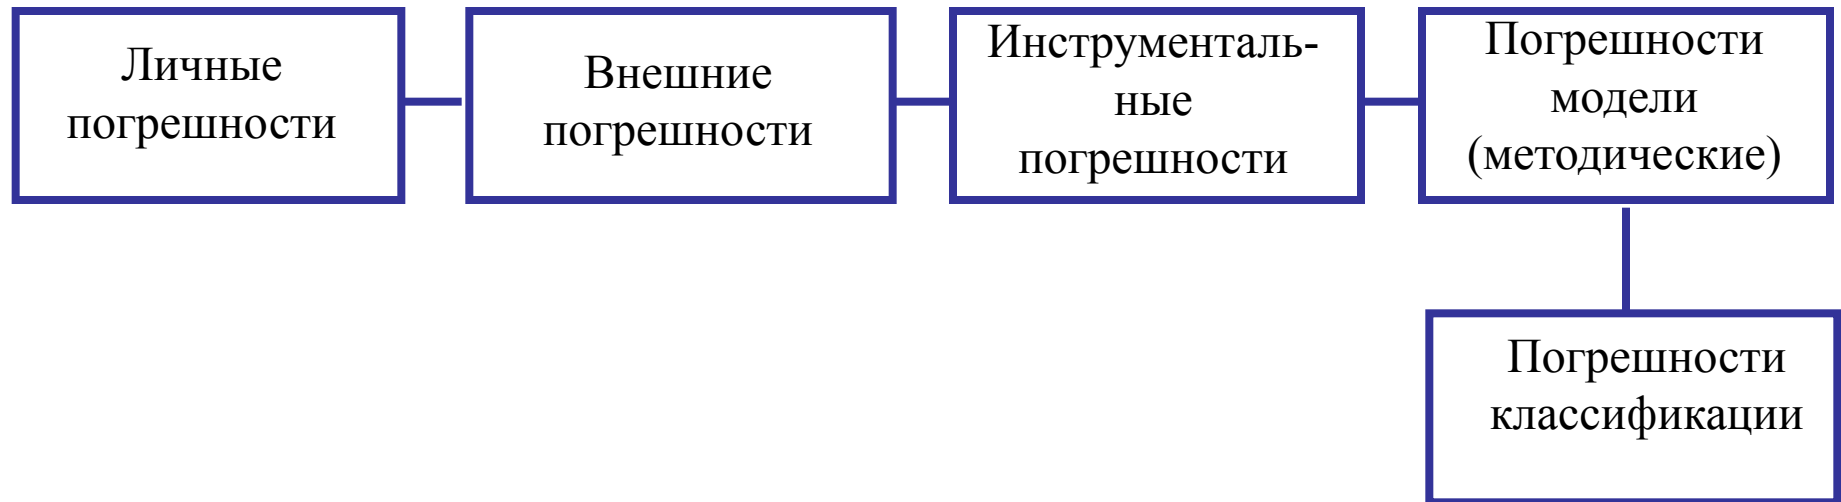 Личные
погрешности
Внешние
погрешности
Инструменталь-
ные
погрешности
Погрешности
модели
(методические)
Погрешности
классификации